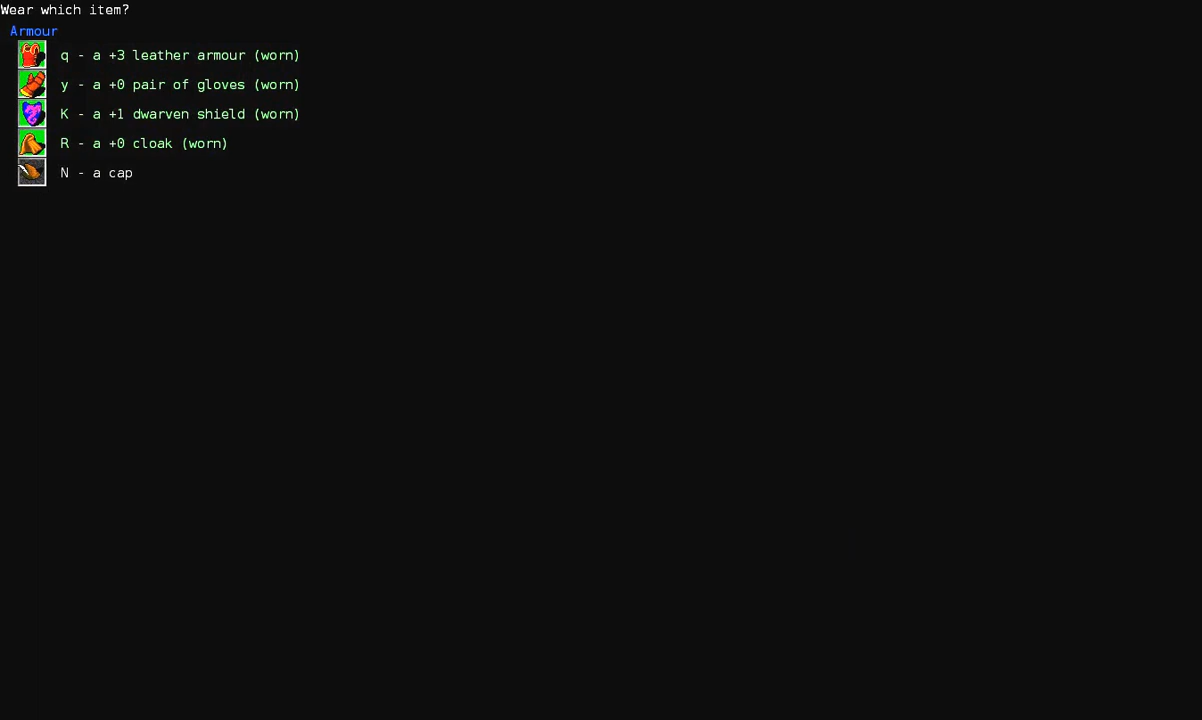 Wear which item?
Armour
q - a +3 leather armour (worn)
y - a +0 pair of gloves (worn)
K - a +1 dwarven shield (worn)
R - a +0 cloak (worn)
N - a cap